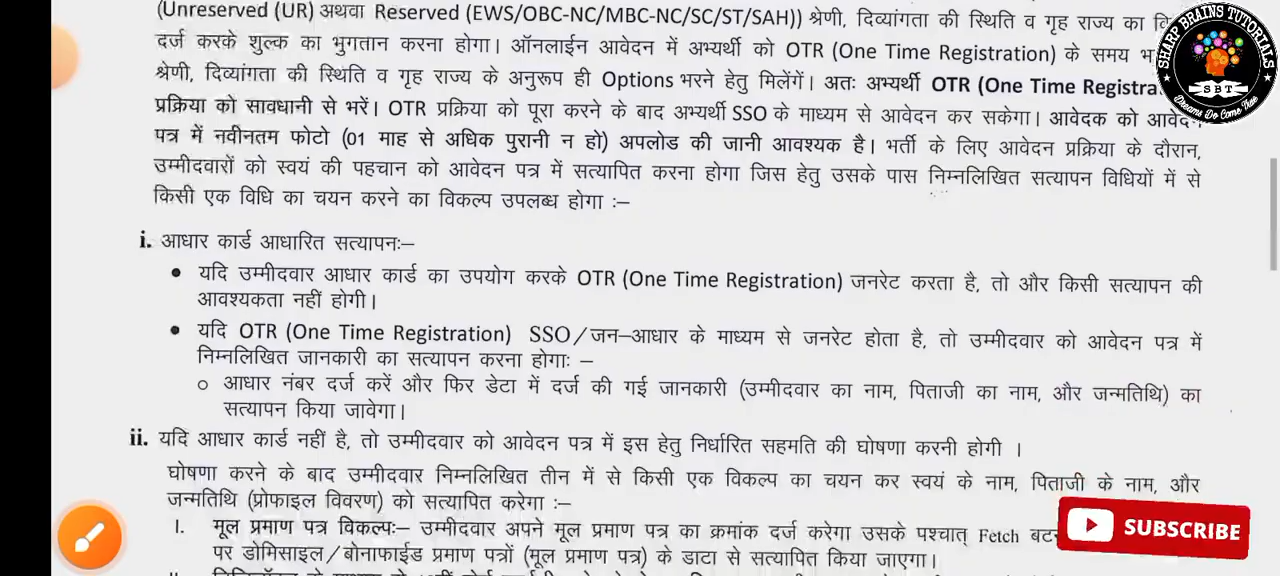 (Unreserved (UR) अथवा Reserved (EWS/OBC-NC/MBC-NC/SC/ST/SAH)) श्रेणी, दिव्यांगता की स्थिति व गृह राज्य का
दर्ज करके शुल्क का भुगतान करना होगा। ऑनलाईन आवेदन में अभ्यर्थी को OTR (One Time Registration) के समय
श्रेणी, दिव्यांगता की स्थिति व गृह राज्य के अनुरूप ही Options भरने हेतु मिलेंगें। अतः अभ्यर्थी OTR (One Time
प्रक्रिया को सावधानी से भरें। OTR प्रक्रिया को पूरा करने के बाद अभ्यर्थी SSO के माध्यम से आवेदन कर सकेगा। आवेदक को
पत्र में नवीनतम फोटो (01 माह से अधिक पुरानी न हो) अपलोड की जानी आवश्यक है। भर्ती के लिए आवेदन प्रक्रिया के दौरान,
उम्मीदवारों को स्वयं की पहचान को आवेदन पत्र में सत्यापित करना होगा जिस हेतु उसके पास निम्नलिखित सत्यापन विधियों में से
किसी एक विधि का चयन करने का विकल्प उपलब्ध होगा :–
i. आधार कार्ड आधारित सत्यापनः–
• यदि उम्मीदवार आधार कार्ड का उपयोग करके OTR (One Time Registration) जनरेट करता है, तो और किसी सत्यापन की
आवश्यकता नहीं होगी।
• यदि OTR (One Time Registration) SSO/जन–आधार के माध्यम से जनरेट होता है, तो उम्मीदवार को आवेदन पत्र में
निम्नलिखित जानकारी का सत्यापन करना होगाः –
o आधार नंबर दर्ज करें और फिर डेटा में दर्ज की गई जानकारी (उम्मीदवार का नाम, पिताजी का नाम, और जन्मतिथि) का
सत्यापन किया जावेगा।
ii. यदि आधार कार्ड नहीं है, तो उम्मीदवार को आवेदन पत्र में इस हेतु निर्धारित सहमति की घोषणा करनी होगी ।
घोषणा करने के बाद उम्मीदवार निम्नलिखित तीन में से किसी एक विकल्प का चयन कर स्वयं के नाम, पिताजी के नाम, और
जन्मतिथि (प्रोफाइल विवरण) को सत्यापित करेगा :–
I. मूल प्रमाण पत्र विकल्पः– उम्मीदवार अपने मूल प्रमाण पत्र का क्रमांक दर्ज करेगा उसके पश्चात् Fetch
पर डोमिसाइल/बोनाफाईड प्रमाण पत्रों (मूल प्रमाण पत्र) के डाटा से सत्यापित किया जाएगा।
SHARP BRAINS TUTORIALS
SBT
Dreams Do Come True
SUBSCRIBE